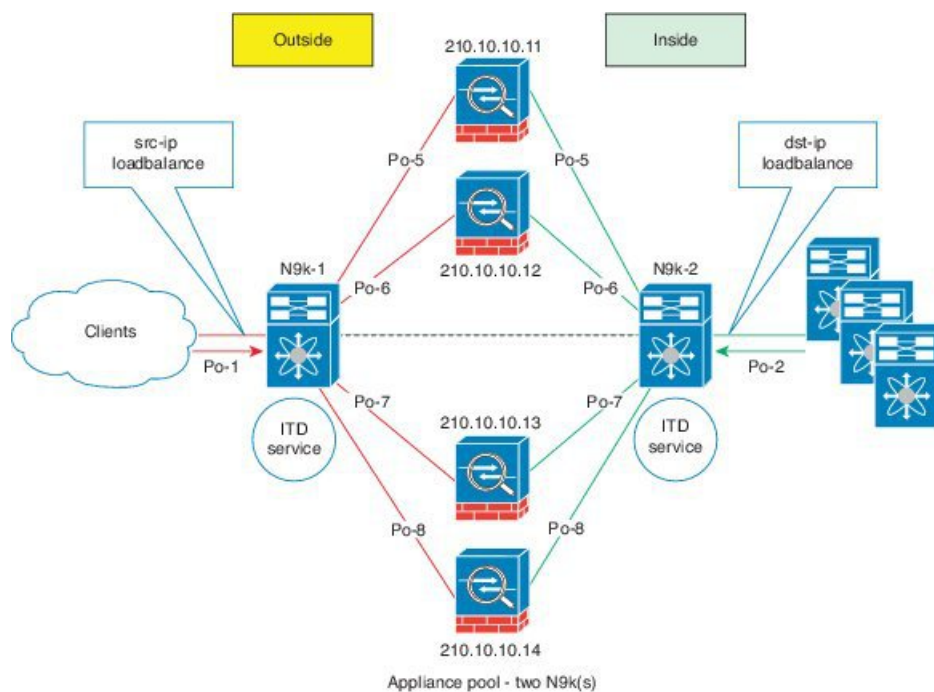 Outside
210.10.10.11
Inside
src-ip
loadbalance
dst-ip
loadbalance
Po-5
Po-5
N9k-1
210.10.10.12
N9k-2
Po-6
Po-6
Clients
Po-1
Po-2
Po-7
210.10.10.13
Po-7
ITD
service
ITD
service
Po-8
Po-8
210.10.10.14
Appliance pool - two N9k(s)